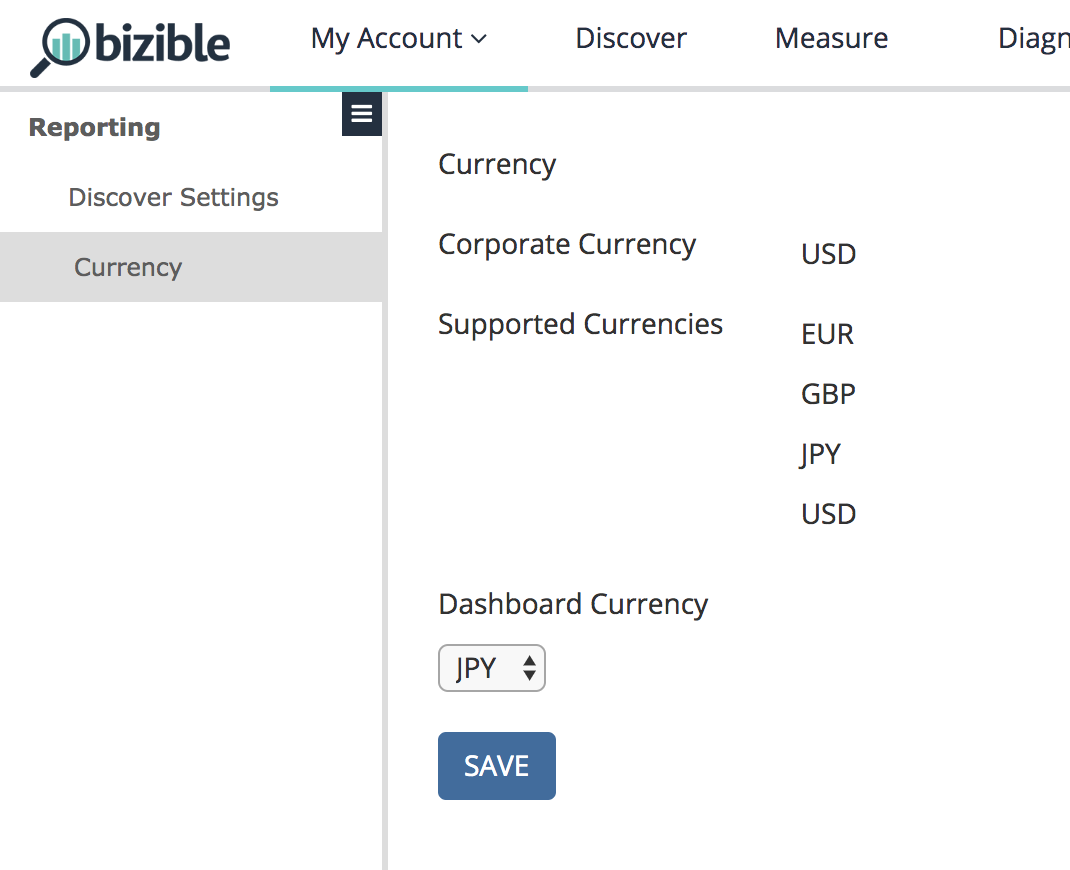 bizible
My Account Discover Measure Diagn
Reporting
Discover Settings
Currency
Currency
Corporate Currency USD
Supported Currencies EUR
GBP
JPY
USD
Dashboard Currency
JPY
SAVE